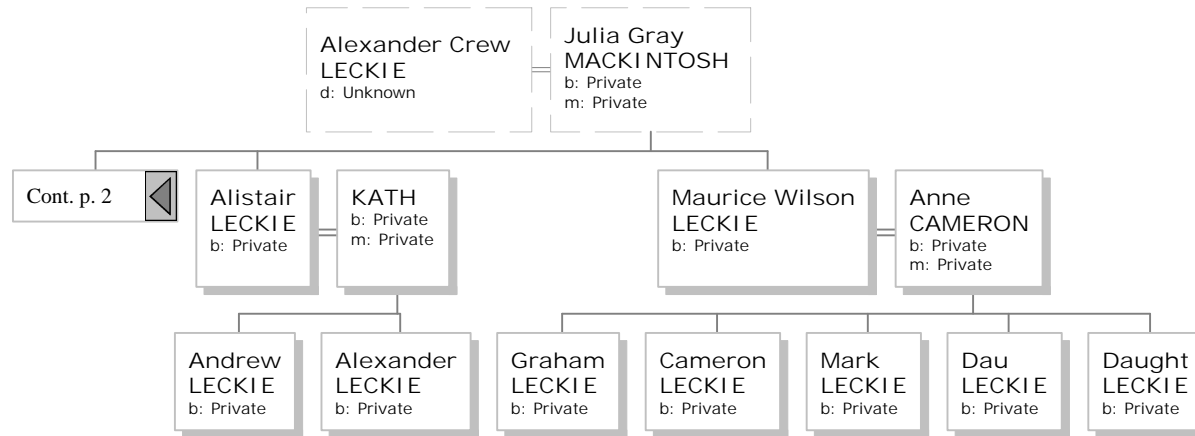 Alexander Crew
LECKIE
d: Unknown
Julia Gray
MACKINTOSH
b: Private
m: Private
Cont. p. 2
Alistair
LECKIE
b: Private
KATH
b: Private
m: Private
Maurice Wilson
LECKIE
b: Private
Anne
CAMERON
b: Private
m: Private
Andrew
LECKIE
b: Private
Alexander
LECKIE
b: Private
Graham
LECKIE
b: Private
Cameron
LECKIE
b: Private
Mark
LECKIE
b: Private
Dau
LECKIE
b: Private
Daught
LECKIE
b: Private